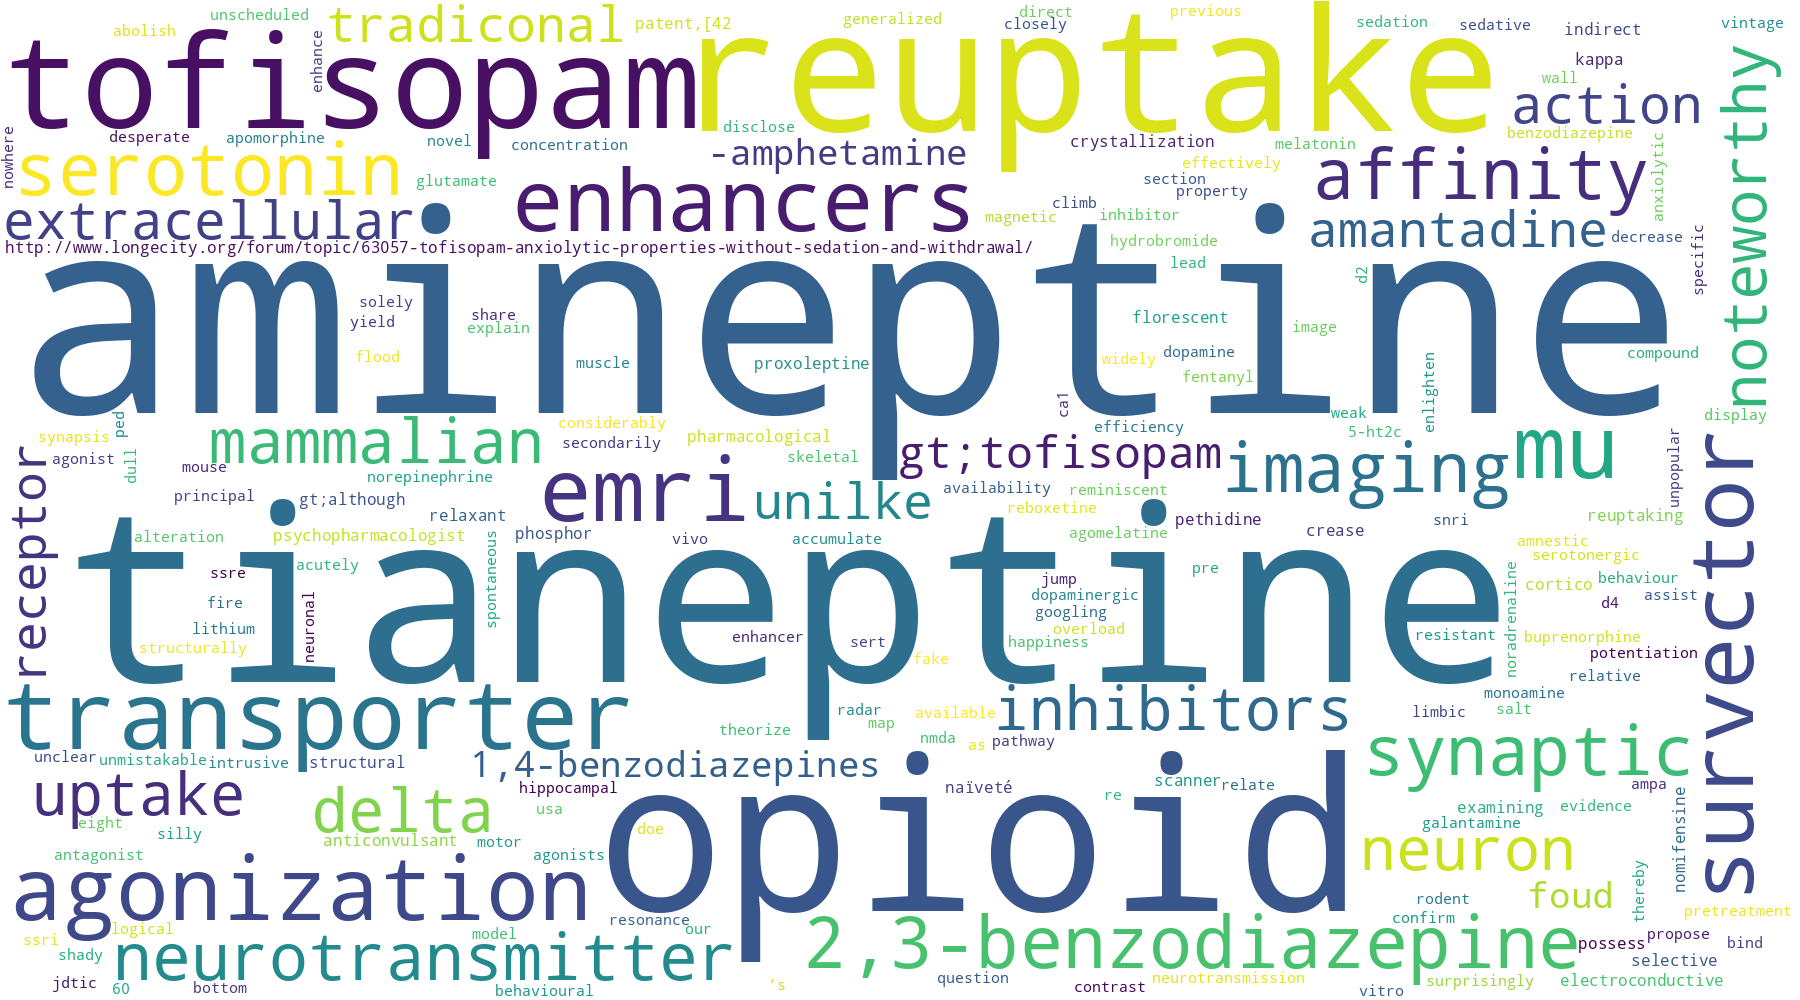 unscheduled
tradiconal
patent,[42
generalized
direct
closely
previous
sedation
sedative
indirect
vintage
abolish
enhance
tofisopam
reuptake
kappa
wall
action
noteworthy
nowhere
desperate
apomorphine
novel
concentration
disclose
crystallization
melatonin
benzodiazepine
anxiolytic
serotonin
-amphetamine
effectively
affinity
glutamate
enhancers
section
property
climb
extracellular
magnetic
inhibitor
amantadine
decrease
specific
http://www.longecity.org/forum/topic/63057-tofisopam-anxiolytic-properties-without-sedation-and-withdrawal/
hydrobromide
lead
d2
amineptine
solely
yield
share
explain
florescent
image
flood
muscle
proxoleptine
widely
dopamine
fentanyl
compound
enlighten
ca1
weak
display
ped
synapsis
agonist
dull
mammalian
considerably
secondarily
pharmacological
skeletal
efficiency
5-ht2c
mu
gt;tofisopam
imaging
unpopular
survector
receptor
mouse
principal
gt;although
norepinephrine
emri
unilke
availability
reminiscent
reboxetine
relaxant
pethidine
crease
snri
reuptaking
alteration
psychopharmacologist
phosphor
vivo
accumulate
agomelatine
amnestic
serotonergic
spontaneous
tianeptine
ssre
acutely
jump
pre
cortico
behaviour
dopaminergic
assist
fire
neuronal
googling
d4
lithium
overload
noradrenaline
structurally
enhancer
sert
happiness
resistant
buprenorphine
fake
potentiation
relative
transporter
radar
map
available
inhibitors
monoamine
salt
limbic
theorize
nmda
as
pathway
synaptic
unclear
unmistakable
intrusive
structural
1,4-benzodiazepines
uptake
hippocampal
opioid
naïveté
scanner
relate
ampa
delta
usa
re
examining
evidence
eight
silly
doe
galantamine
nomifensine
anticonvulsant
motor
neuron
antagonist
agonists
agonization
foud
thereby
rodent
logical
resonance
confirm
pretreatment
ssri
model
our
2,3-benzodiazepine
possess
propose
bind
shady
neurotransmitter
selective
jdtic
60
bottom
behavioural
‘s
question
contrast
neurotransmission
vitro
surprisingly
electroconductive